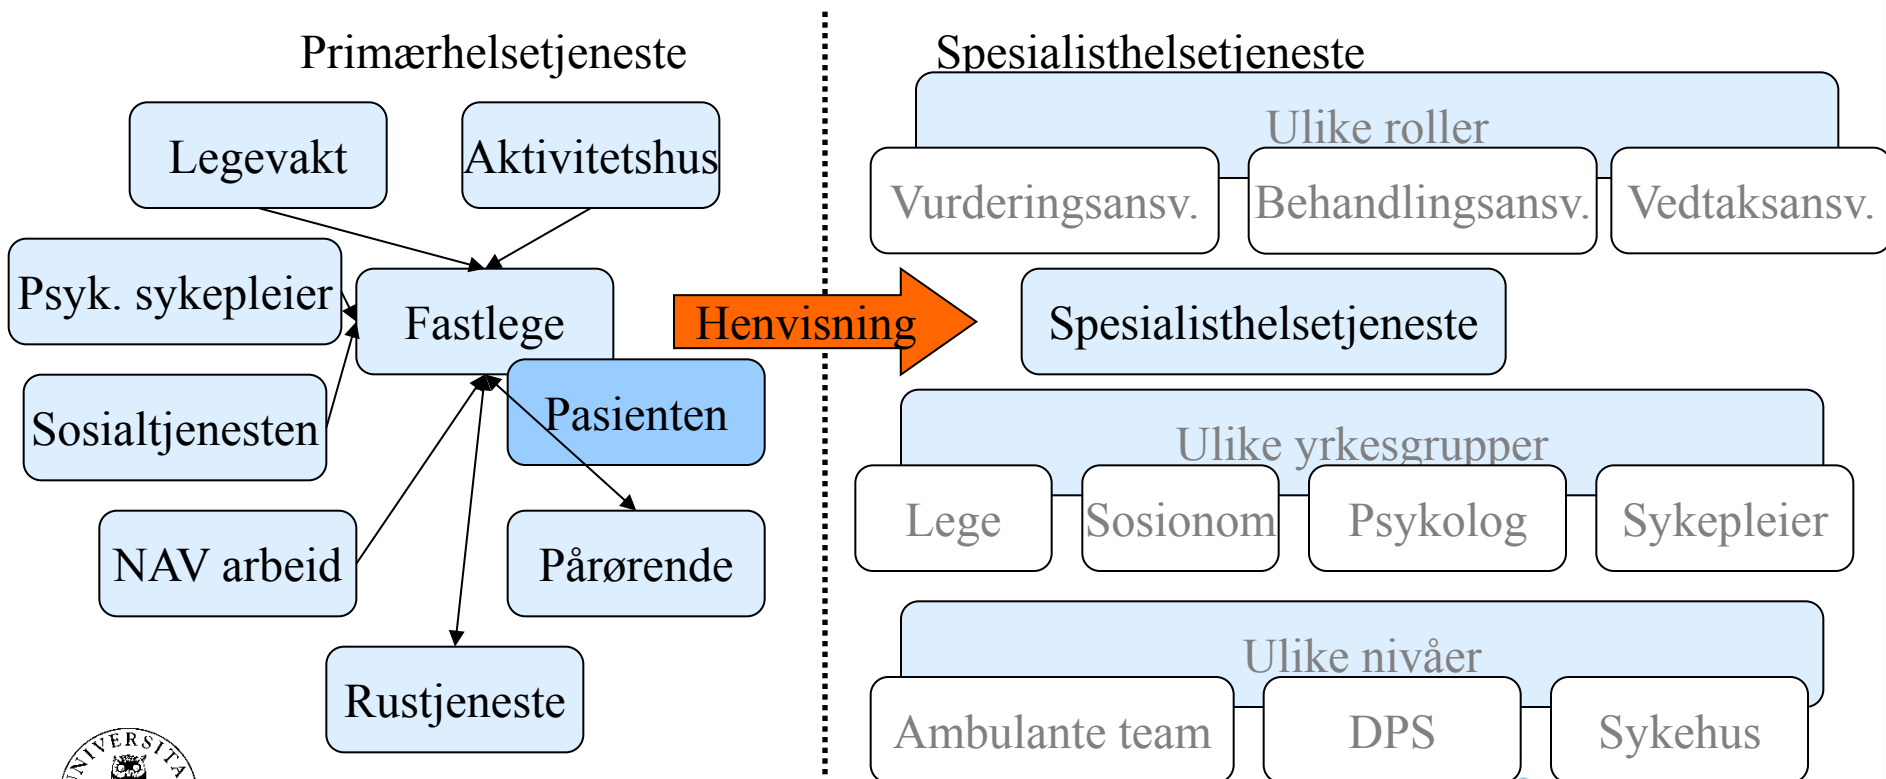 Primærhelsetjeneste
Legevakt
Aktivitetshus
Psyk. sykepleier
Fastlege
Pasienten
Sosialtjenesten
NAV arbeid
Pårørende
Rustjeneste
UNIVERSITA
Henvisning
Spesialisthelsetjeneste
Ulike roller
Vurderingsansv.
Behandlingsansv.
Vedtaksansv.
Spesialisthelsetjeneste
Ulike yrkesgrupper
Lege
Sosionom
Psykolog
Sykepleier
Ulike nivåer
Ambulante team
DPS
Sykehus